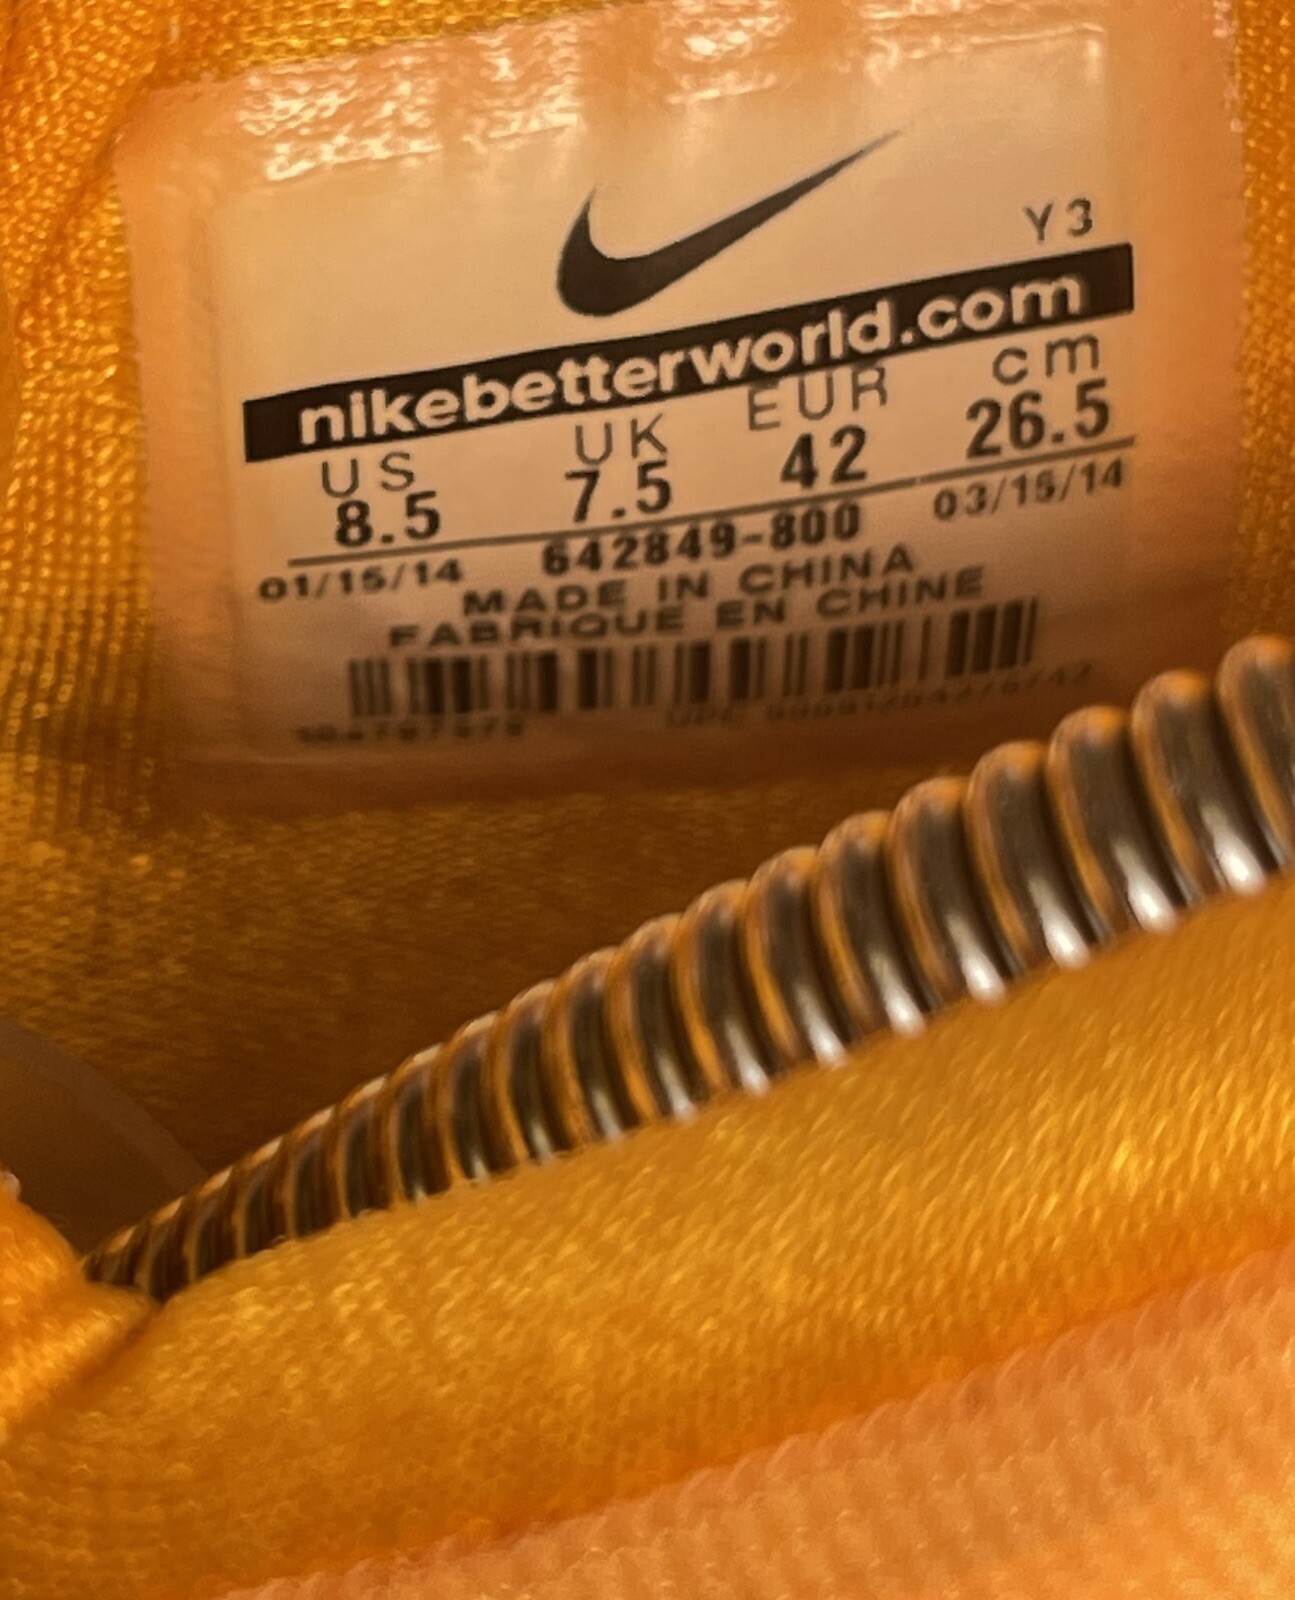 Y3
nikebetterworld.com
US UK EUR cm
8.5 7.5 42 26.5
01/15/14 642849-800 03/15/14
MADE IN CHINA
FABRIQUE EN CHINE
UPC